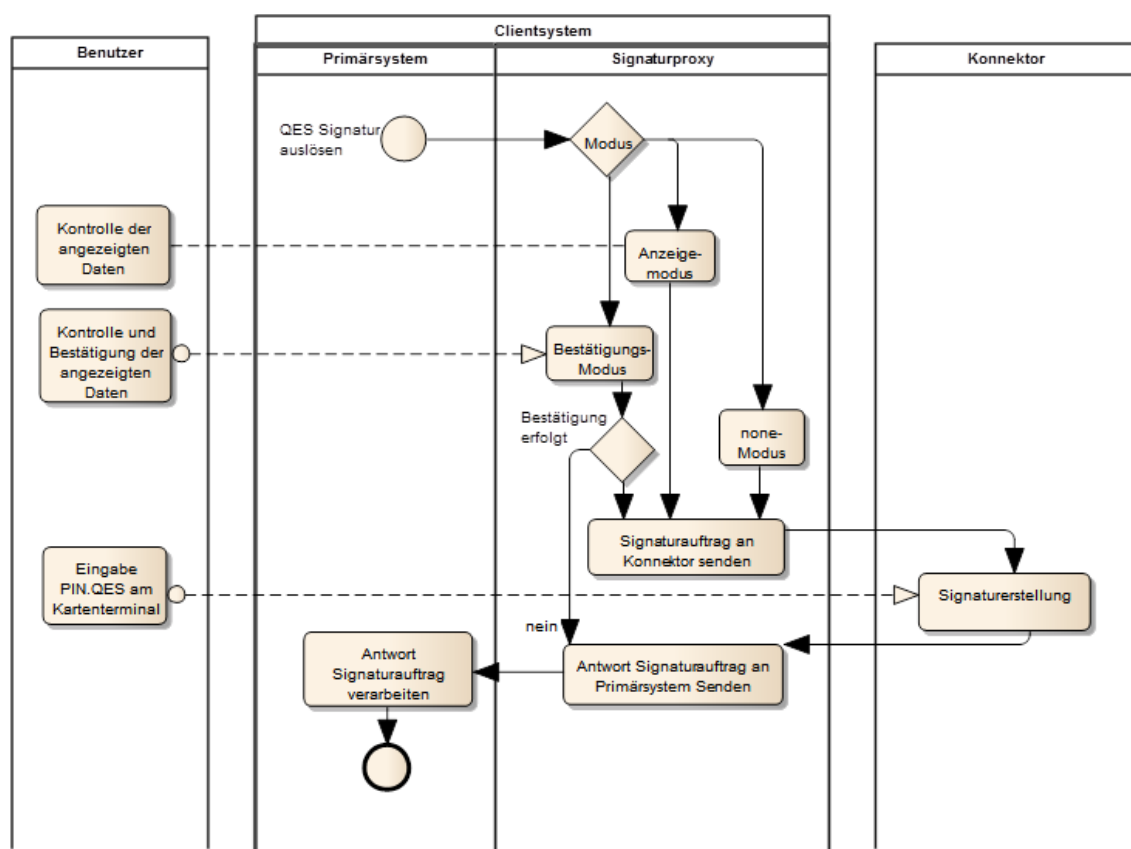 Clientsystem
Benutzer
Primärsystem
Signaturproxy
Konnektor
QES Signatur
auslösen
Modus
Kontrolle der
angezeigten
Daten
Anzeige-
modus
Kontrolle und
Bestätigung der
angezeigten
Daten
Bestätigungs-
Modus
Bestätigung
erfolgt
none-
Modus
Signaturauftrag an
Konnektor senden
Eingabe
PIN.QES am
Kartenterminal
Signaturerstellung
nein
Antwort
Signaturauftrag
verarbeiten
Antwort Signaturauftrag an
Primärsystem Senden